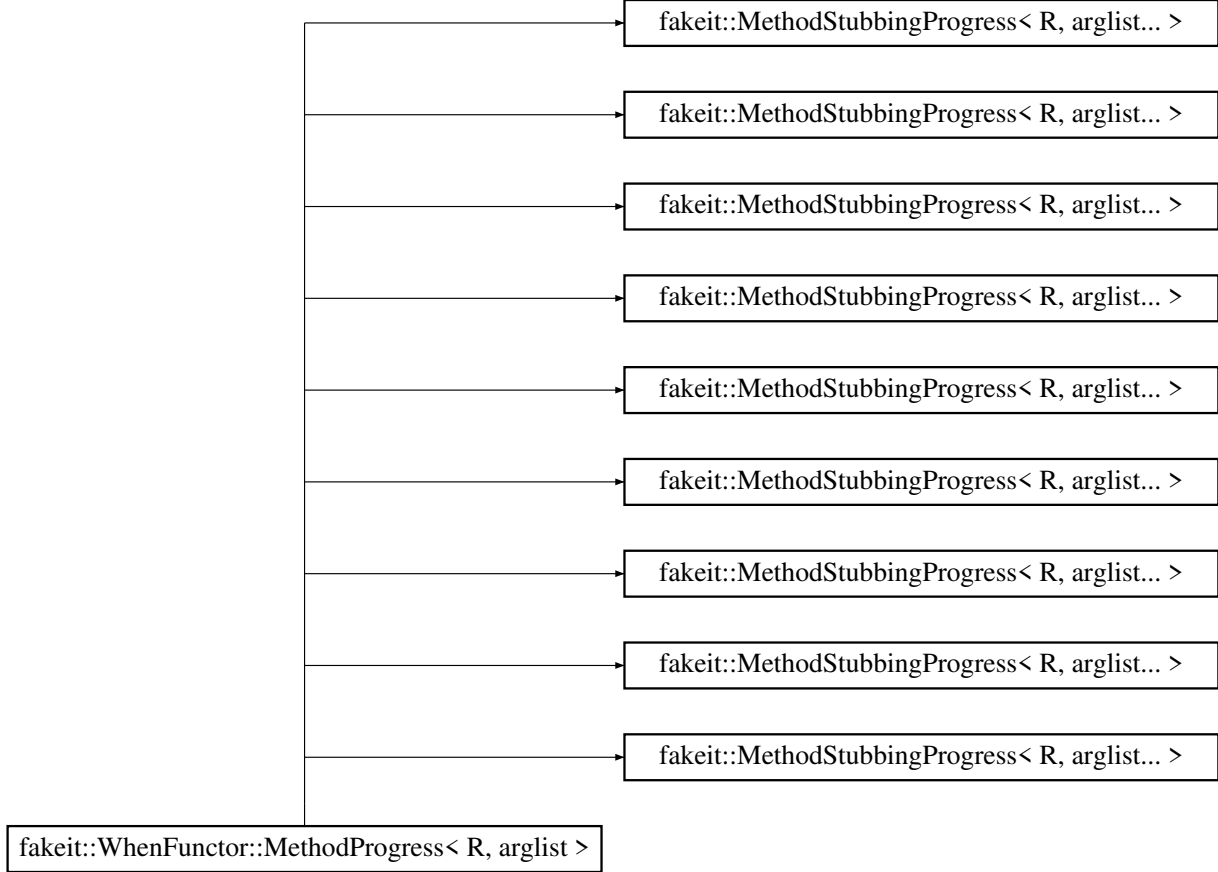 fakeit::MethodStubbingProgress< R, arglist... >
fakeit::MethodStubbingProgress< R, arglist... >
fakeit::MethodStubbingProgress< R, arglist... >
fakeit::MethodStubbingProgress< R, arglist... >
fakeit::MethodStubbingProgress< R, arglist... >
fakeit::MethodStubbingProgress< R, arglist... >
fakeit::MethodStubbingProgress< R, arglist... >
fakeit::MethodStubbingProgress< R, arglist... >
fakeit::MethodStubbingProgress< R, arglist... >
fakeit::WhenFunctor::MethodProgress< R, arglist >